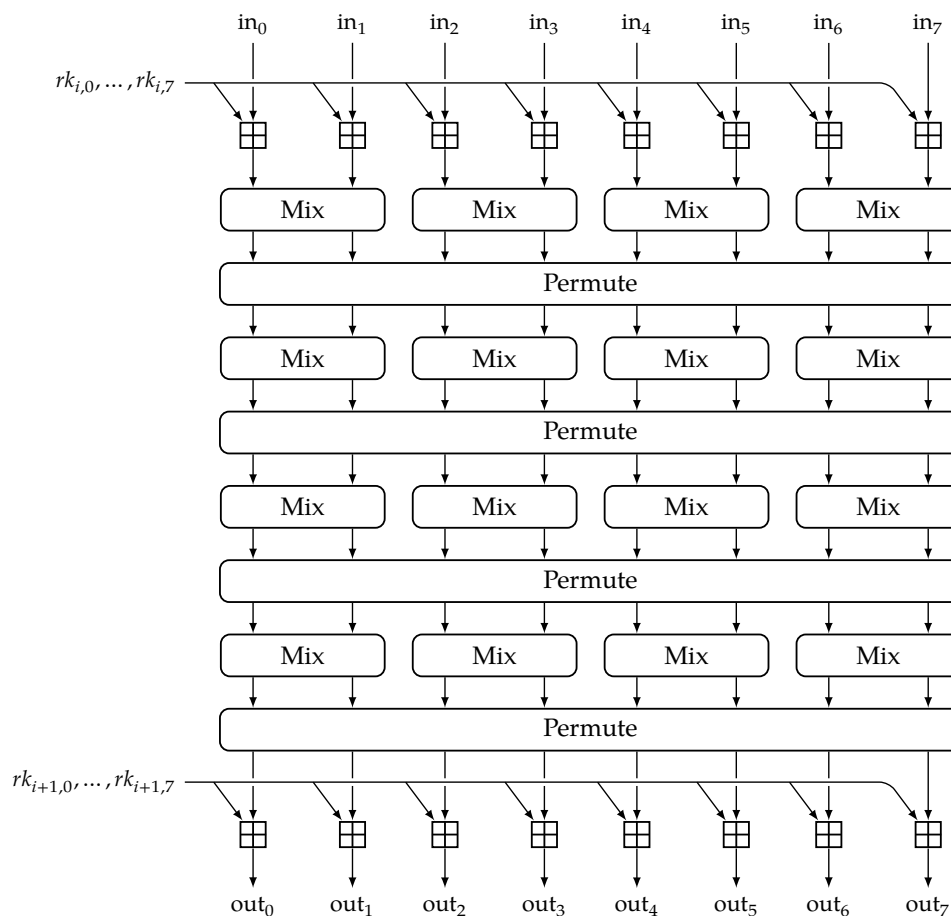 in₀ in₁ in₂ in₃ in₄ in₅ in₆ in₇
rkᵢ,₀, … , rkᵢ,₇
Mix Mix Mix Mix
Permute
Mix Mix Mix Mix
Permute
Mix Mix Mix Mix
Permute
Mix Mix Mix Mix
Permute
rkᵢ₊₁,₀, … , rkᵢ₊₁,₇
out₀ out₁ out₂ out₃ out₄ out₅ out₆ out₇